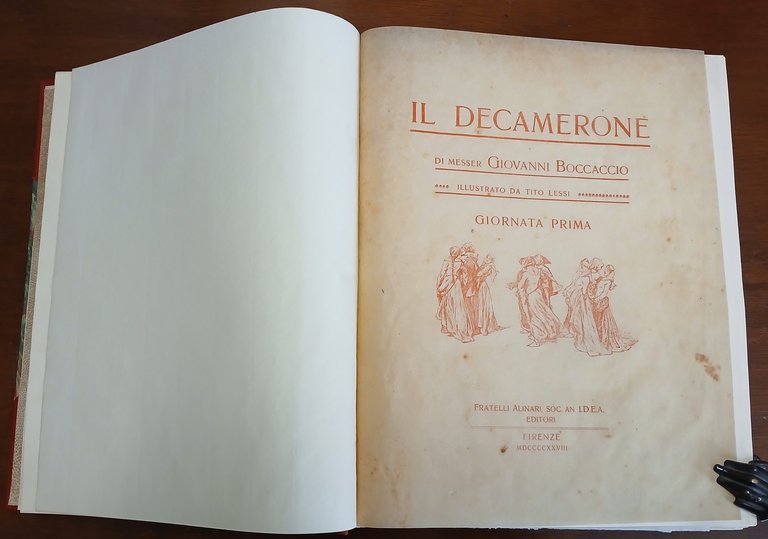 IL DECAMERONE
DI MESSER GIOVANNI BOCCACCIO
ILLUSTRATO DA TITO LESSI
GIORNATA PRIMA
FRATELLI ALINARI, SOC. AN. I.D.E.A.
EDITORI
FIRENZE
MDCCCCXXVIII